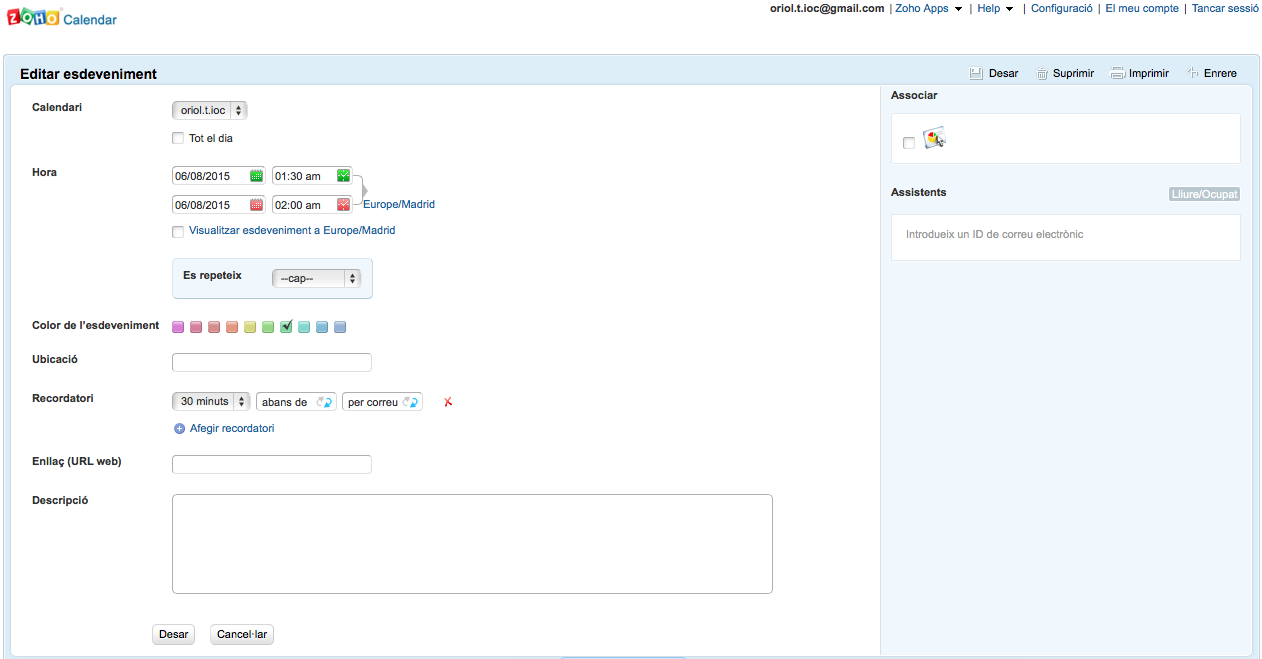 ZOHO Calendar
oriol.t.ioc@gmail.com | Zoho Apps | Help | Configuració | El meu compte | Tancar sessió
Editar esdeveniment
Desar Suprimir Imprimir Enrere
Calendari oriol.t.ioc
Tot el dia
Hora 06/08/2015 01:30 am
06/08/2015 02:00 am Europe/Madrid
Visualitzar esdeveniment a Europe/Madrid
Es repeteix --cap--
Color de l'esdeveniment
Ubicació
Recordatori 30 minuts abans de per correu
Afegir recordatori
Enllaç (URL web)
Descripció
Desar Cancel·lar
Associar
Assistents Lliure/Ocupat
Introdueix un ID de correu electrònic